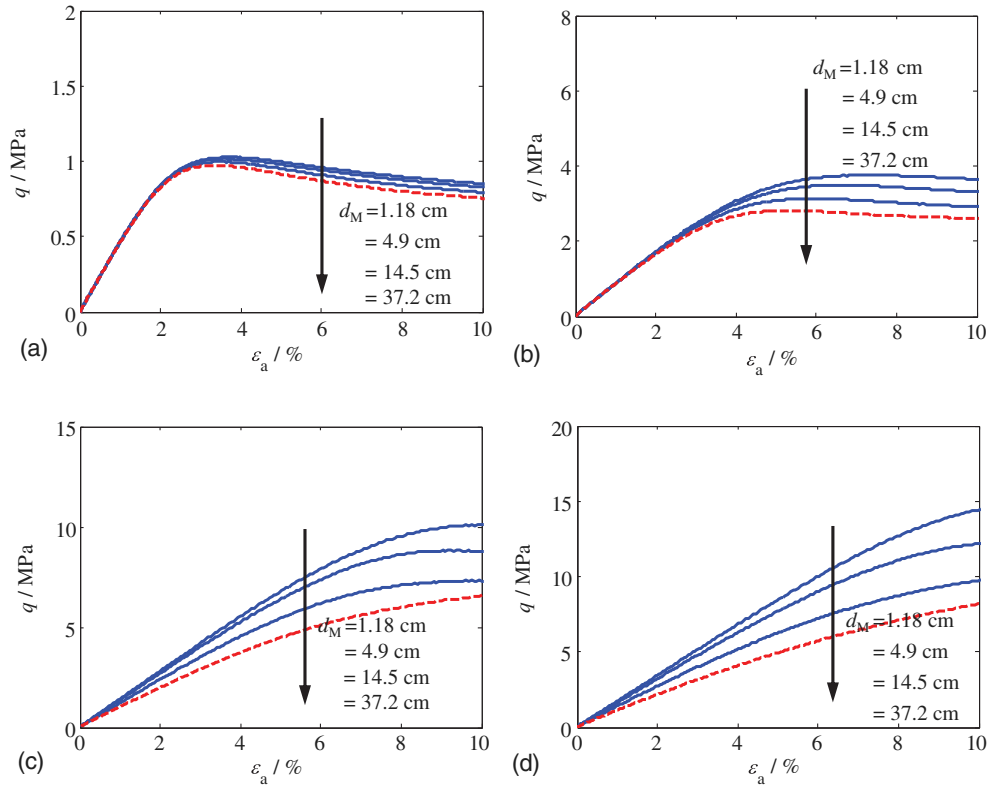 2
1.5
1
0.5
0
q / MPa
d_M=1.18 cm
= 4.9 cm
= 14.5 cm
= 37.2 cm
0 2 4 6 8 10
(a)
ε_a / %
8
6
4
2
0
q / MPa
d_M=1.18 cm
= 4.9 cm
= 14.5 cm
= 37.2 cm
0 2 4 6 8 10
(b)
ε_a / %
15
10
5
0
q / MPa
d_M=1.18 cm
= 4.9 cm
= 14.5 cm
= 37.2 cm
0 2 4 6 8 10
(c)
ε_a / %
20
15
10
5
0
q / MPa
d_M=1.18 cm
= 4.9 cm
= 14.5 cm
= 37.2 cm
0 2 4 6 8 10
(d)
ε_a / %